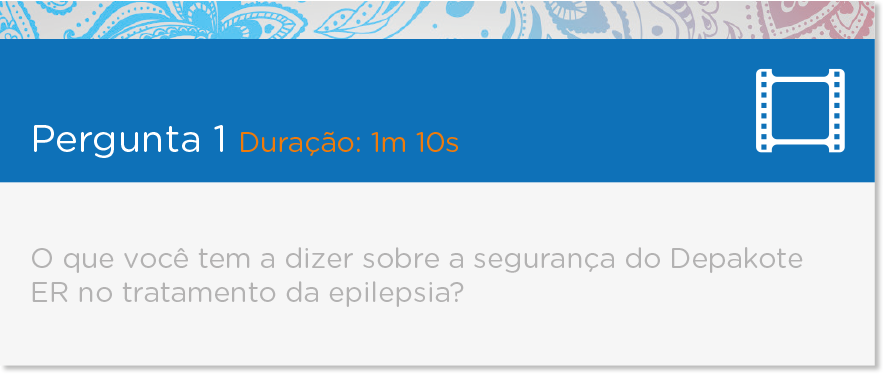 Pergunta 1 Duração: 1m 10s
O que você tem a dizer sobre a segurança do Depakote
ER no tratamento da epilepsia?